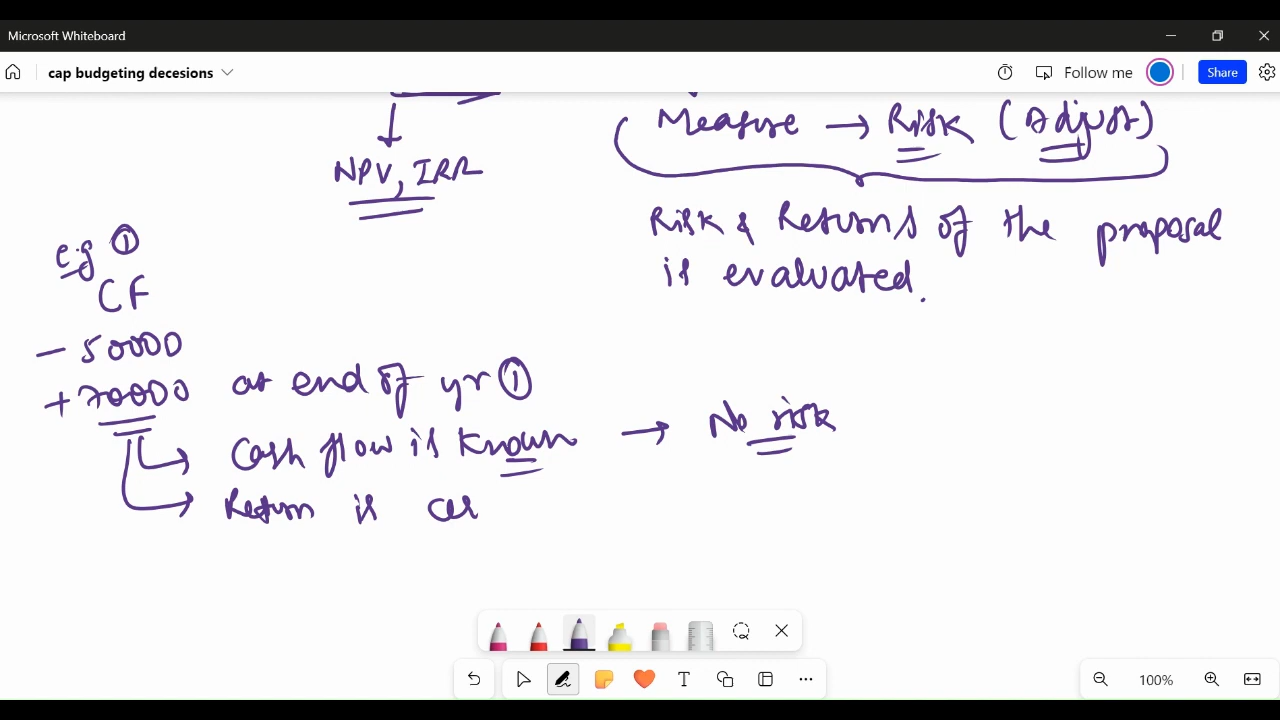 Microsoft Whiteboard
cap budgeting decesions
Follow me
Share
Measure → Risk (Adjust)
NPV, IRR
Risk & Returns of the proposal
is evaluated.
e.g ①
CF
- 50000
+70000 at end of yr ①
Cash flow is known → No risk
Return is cer
100%